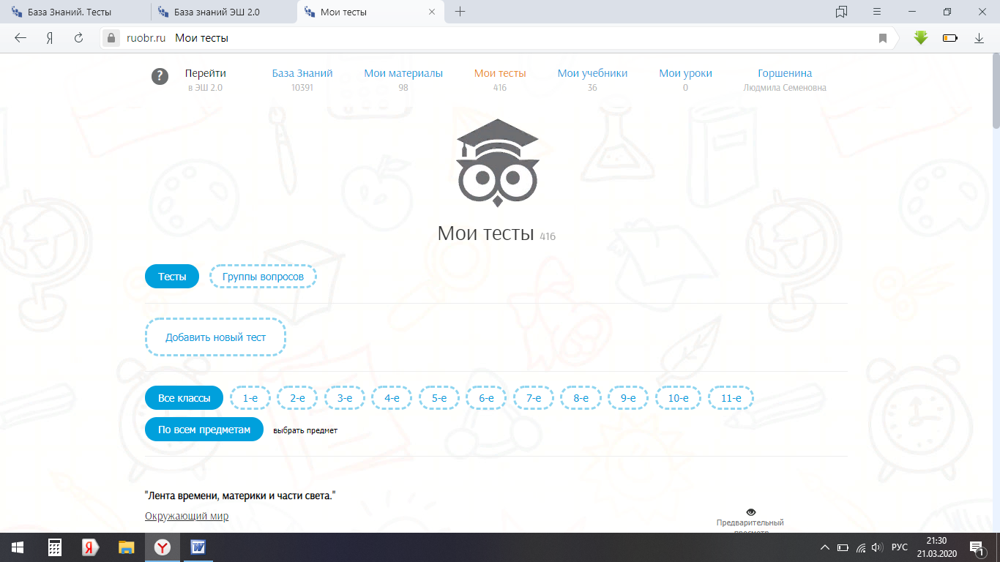 База Знаний. Тесты
База знаний ЭШ 2.0
Мои тесты
Я
ruobr.ru Мои тесты
?
Перейти
в ЭШ 2.0
База Знаний
10391
Мои материалы
98
Мои тесты
416
Мои учебники
36
Мои уроки
0
Горшенина
Людмила Семеновна
Мои тесты 416
Тесты
Группы вопросов
Добавить новый тест
Все классы
1-е
2-е
3-е
4-е
5-е
6-е
7-е
8-е
9-е
10-е
11-е
По всем предметам
выбрать предмет
"Лента времени, материки и части света."
Окружающий мир
Предварительный
просмотр
Я
Y
W
РУС
21:30
21.03.2020
1